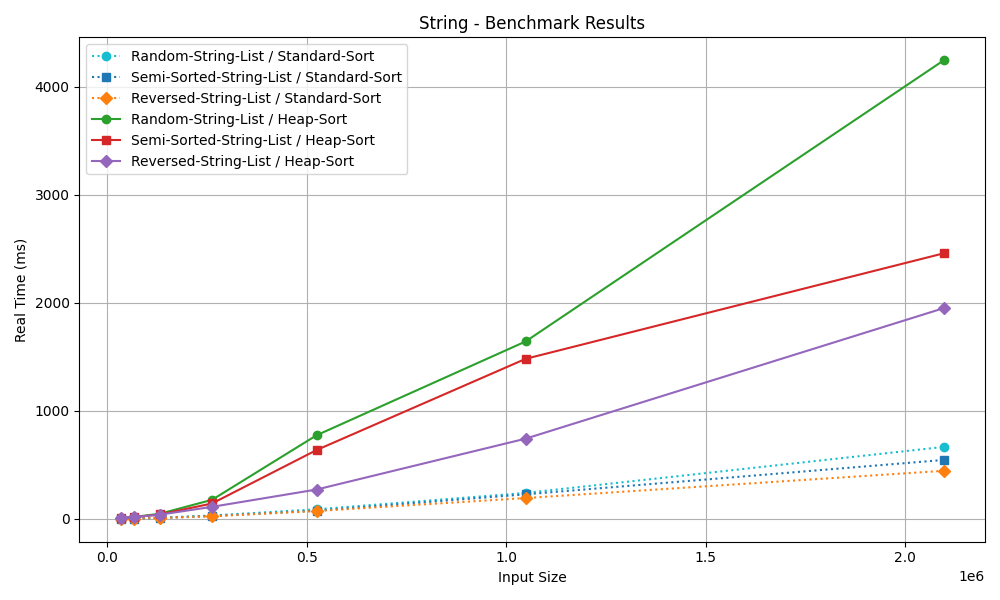 String - Benchmark Results
Random-String-List / Standard-Sort
Semi-Sorted-String-List / Standard-Sort
Reversed-String-List / Standard-Sort
Random-String-List / Heap-Sort
Semi-Sorted-String-List / Heap-Sort
Reversed-String-List / Heap-Sort
Real Time (ms)
4000
3000
2000
1000
0
0.0
0.5
1.0
1.5
2.0
1e6
Input Size